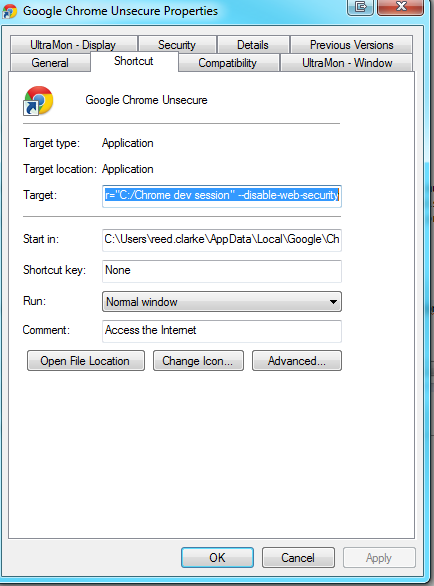 Google Chrome Unsecure Properties
UltraMon - Display Security Details Previous Versions
General Shortcut Compatibility UltraMon - Window
Google Chrome Unsecure
Target type: Application
Target location: Application
Target: r="C:/Chrome dev session" --disable-web-security
Start in: C:\Users\reed.clarke\AppData\Local\Google\Ch
Shortcut key: None
Run: Normal window
Comment: Access the Internet
Open File Location Change Icon... Advanced...
OK Cancel Apply